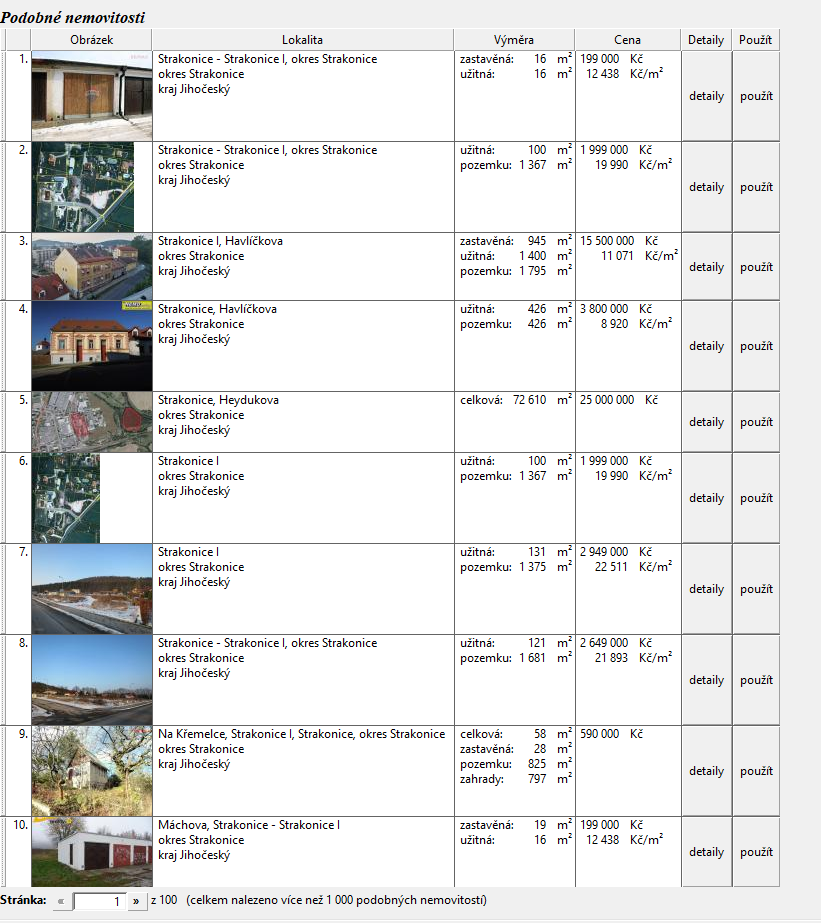 Podobné nemovitosti
Obrázek Lokalita Výměra Cena Detaily Použít
1. Strakonice - Strakonice I, okres Strakonice zastavěná: 16 m² 199 000 Kč
okres Strakonice užitná: 16 m² 12 438 Kč/m²
kraj Jihočeský
detaily použít
2. Strakonice - Strakonice I, okres Strakonice užitná: 100 m² 1 999 000 Kč
okres Strakonice pozemku: 1 367 m² 19 990 Kč/m²
kraj Jihočeský
detaily použít
3. Strakonice I, Havlíčkova zastavěná: 945 m² 15 500 000 Kč
okres Strakonice užitná: 1 400 m² 11 071 Kč/m²
kraj Jihočeský pozemku: 1 795 m²
detaily použít
4. Strakonice, Havlíčkova užitná: 426 m² 3 800 000 Kč
okres Strakonice pozemku: 426 m² 8 920 Kč/m²
kraj Jihočeský
detaily použít
5. Strakonice, Heydukova celková: 72 610 m² 25 000 000 Kč
okres Strakonice
kraj Jihočeský
detaily použít
6. Strakonice I užitná: 100 m² 1 999 000 Kč
okres Strakonice pozemku: 1 367 m² 19 990 Kč/m²
kraj Jihočeský
detaily použít
7. Strakonice I užitná: 131 m² 2 949 000 Kč
okres Strakonice pozemku: 1 375 m² 22 511 Kč/m²
kraj Jihočeský
detaily použít
8. Strakonice - Strakonice I, okres Strakonice užitná: 121 m² 2 649 000 Kč
okres Strakonice pozemku: 1 681 m² 21 893 Kč/m²
kraj Jihočeský
detaily použít
9. Na Křemelce, Strakonice I, Strakonice, okres Strakonice celková: 58 m² 590 000 Kč
okres Strakonice zastavěná: 28 m²
kraj Jihočeský pozemku: 825 m²
zahrady: 797 m²
detaily použít
10. Máchova, Strakonice - Strakonice I zastavěná: 19 m² 199 000 Kč
okres Strakonice užitná: 16 m² 12 438 Kč/m²
kraj Jihočeský
detaily použít
Stránka: « 1 » z 100 (celkem nalezeno více než 1 000 podobných nemovitostí)